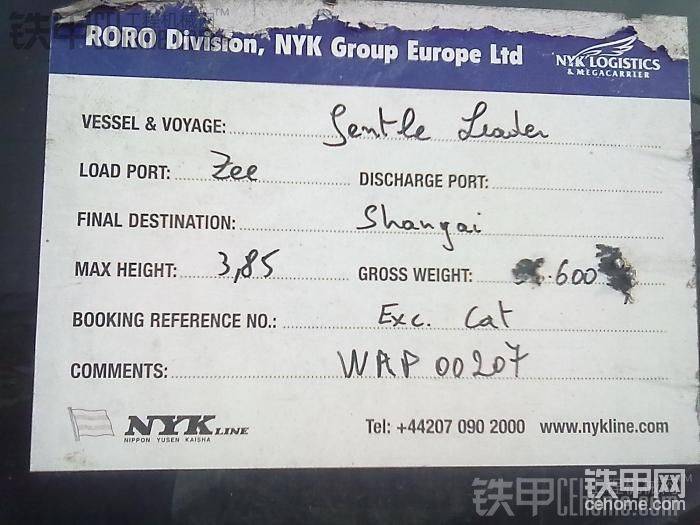 RORO Division, NYK Group Europe Ltd
NYK LOGISTICS
& MEGACARRIER
VESSEL & VOYAGE: Gentle Leader
LOAD PORT: Zee DISCHARGE PORT:
FINAL DESTINATION: Shangai
MAX HEIGHT: 3,85 GROSS WEIGHT: 600
BOOKING REFERENCE NO.: Exc. Cat
COMMENTS: WAP 00207
NYK LINE
NIPPON YUSEN KAISHA
Tel: +44207 090 2000 www.nykline.com
铁甲网
cehome.com